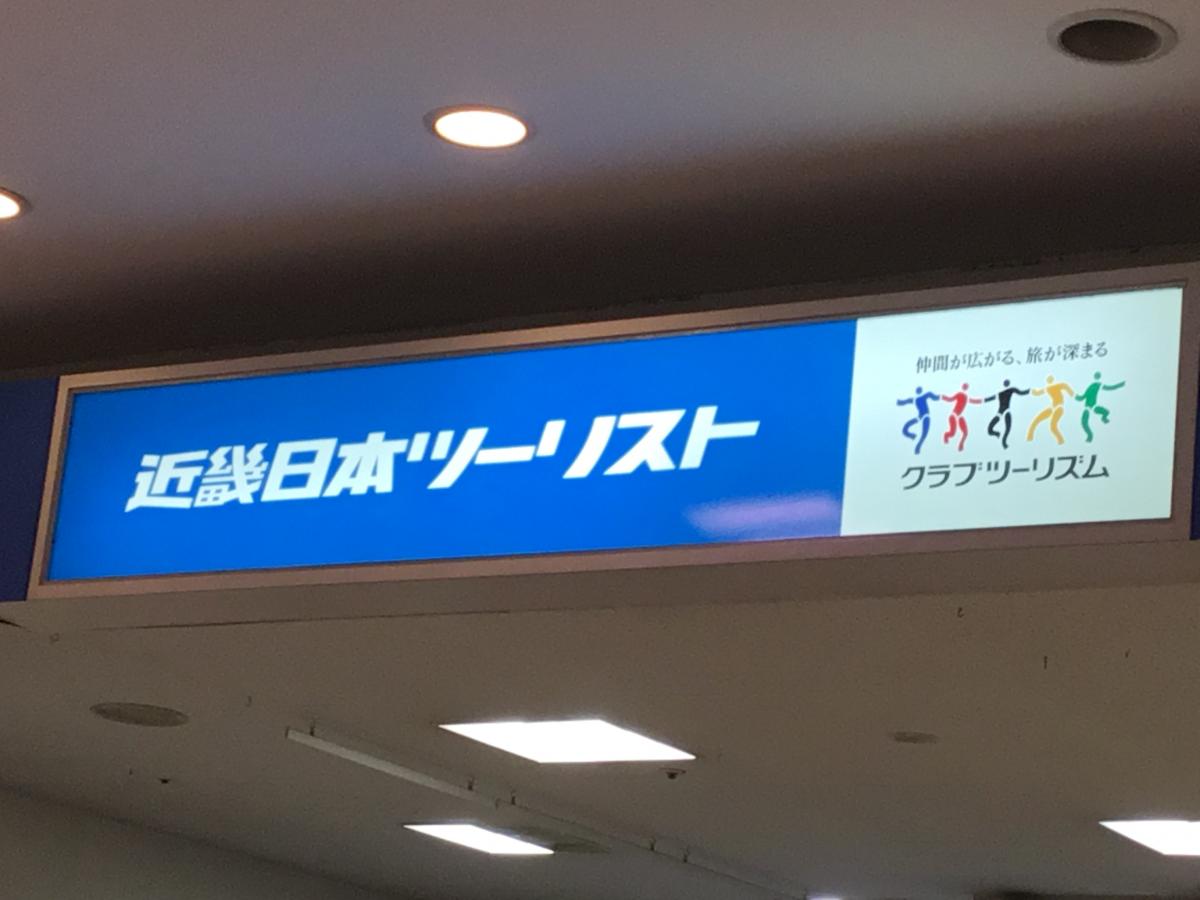 近畿日本ツーリスト
仲間が広がる、旅が深まる
クラブツーリズム